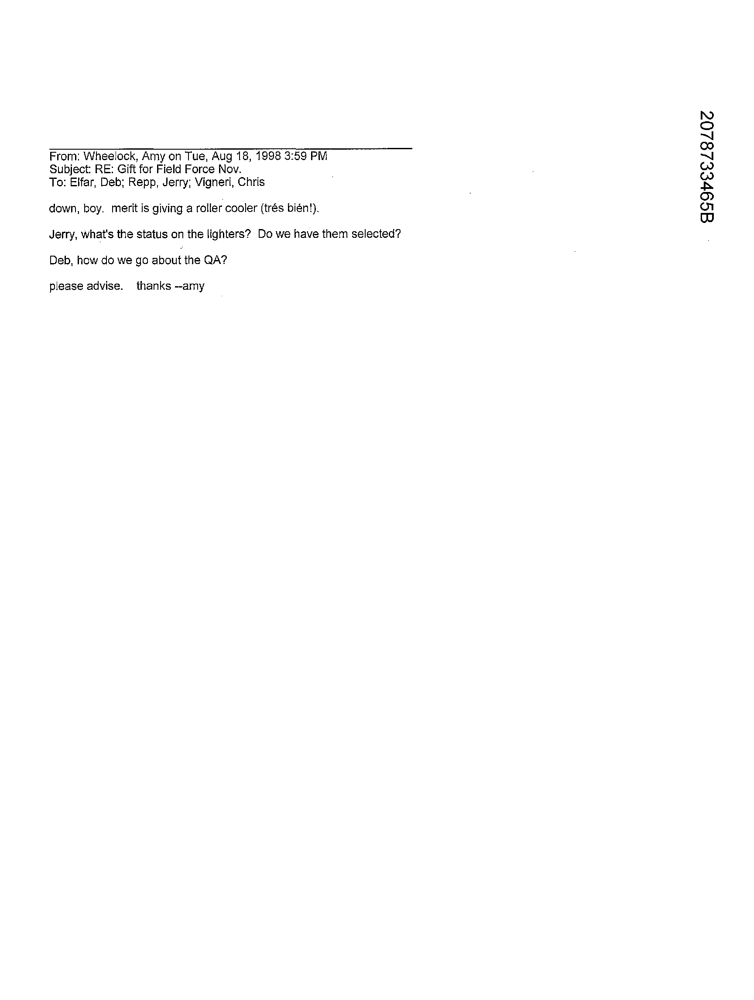 From: Wheelock, Amy on Tue, Aug 18, 1998 3:59 PM
Subject: RE: Gift for Field Force Nov.
To: Elfar, Deb; Repp, Jerry; Vigneri, Chris
down, boy. merit is giving a roller cooler (trés bién!).
Jerry, what's the status on the lighters? Do we have them selected?
Deb, how do we go about the QA?
please advise. thanks --amy
2078733465B